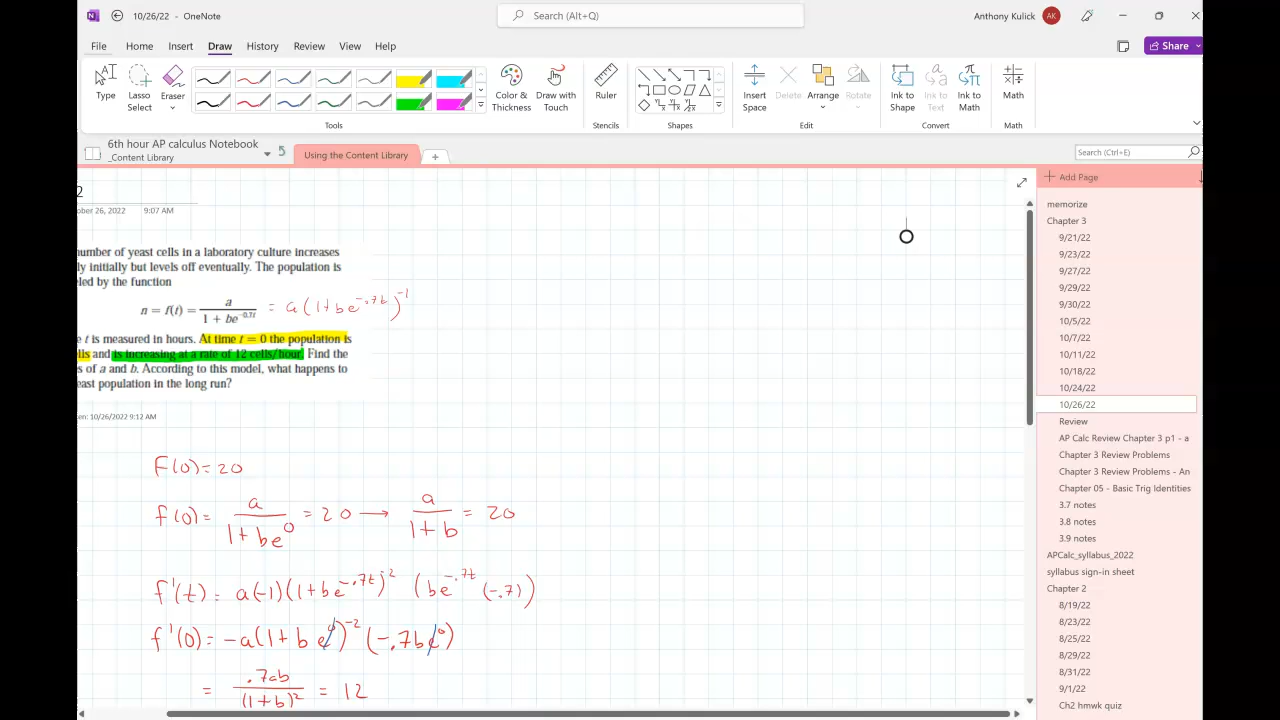 10/26/22 - OneNote
Search (Alt+Q)
Anthony Kulick AK
File Home Insert Draw History Review View Help
Share
Type
Lasso Select
Eraser
Color & Thickness
Draw with Touch
Ruler
Insert Space
Delete
Arrange
Rotate
Ink to Shape
Ink to Text
Ink to Math
Math
Tools
Stencils
Shapes
Edit
Convert
Math
6th hour AP calculus Notebook
_Content Library
Using the Content Library
Search (Ctrl+E)
Add Page
2
ober 26, 2022 9:07 AM
number of yeast cells in a laboratory culture increases
ly initially but levels off eventually. The population is
led by the function
n = f(t) = a / (1 + be^-0.7t) = a(1+be^-.7t)^-1
e t is measured in hours. At time t = 0 the population is
lls and is increasing at a rate of 12 cells/hour. Find the
s of a and b. According to this model, what happens to
east population in the long run?
en: 10/26/2022 9:12 AM
f(0)=20
f(0)= a / (1+be^0) = 20 → a / (1+b) = 20
f'(t)= a(-1)(1+be^-.7t)^-2 (be^-.7t (-.7))
f'(0)= -a(1+be^0)^-2 (-.7be^0)
= .7ab / (1+b)^2 = 12
memorize
Chapter 3
9/21/22
9/23/22
9/27/22
9/29/22
9/30/22
10/5/22
10/7/22
10/11/22
10/18/22
10/24/22
10/26/22
Review
AP Calc Review Chapter 3 p1 - a
Chapter 3 Review Problems
Chapter 3 Review Problems - An
Chapter 05 - Basic Trig Identities
3.7 notes
3.8 notes
3.9 notes
APCalc_syllabus_2022
syllabus sign-in sheet
Chapter 2
8/19/22
8/23/22
8/25/22
8/29/22
8/31/22
9/1/22
Ch2 hmwk quiz